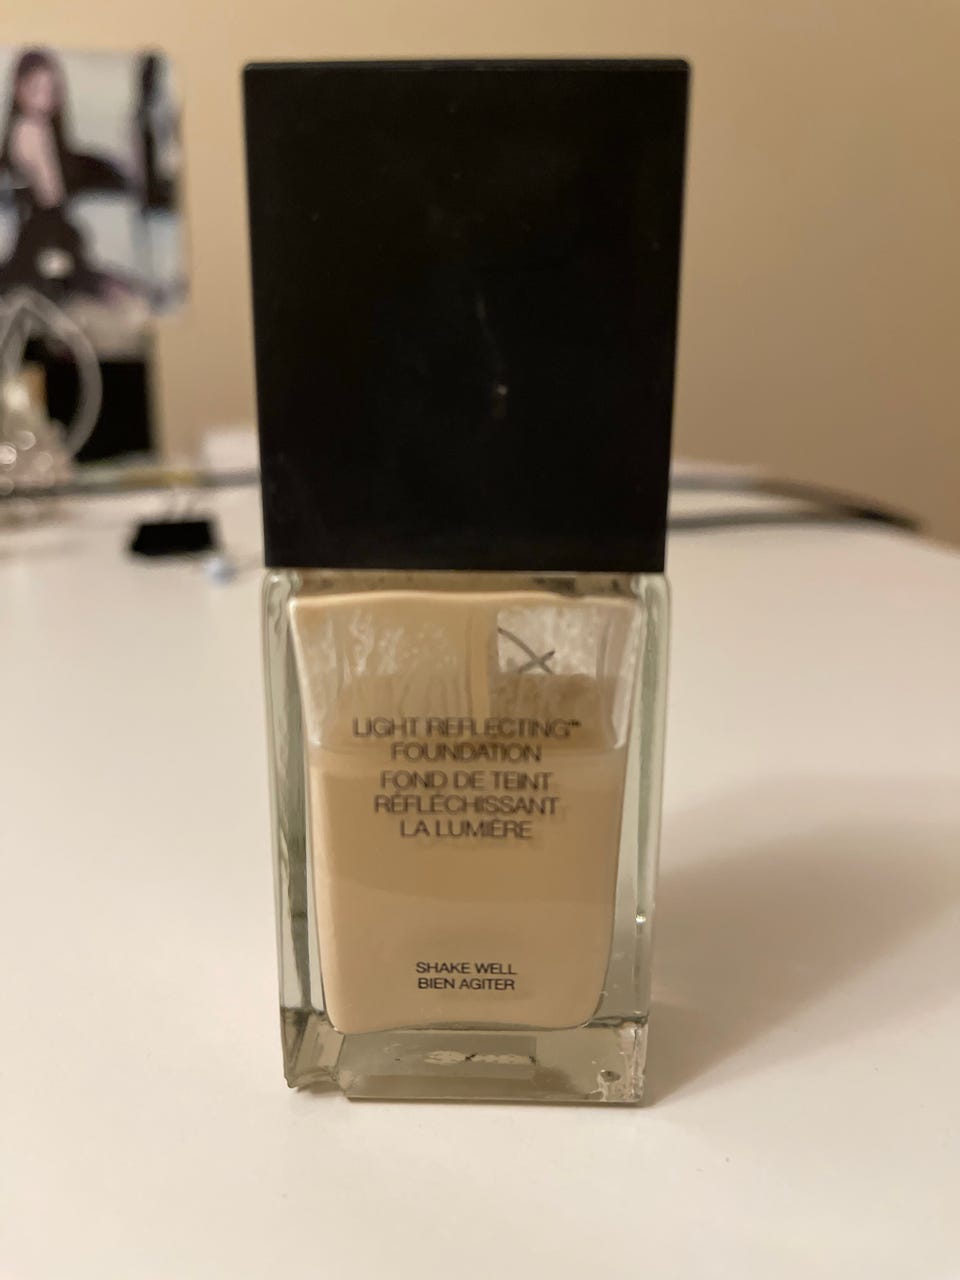 LIGHT REFLECTING™
FOUNDATION
FOND DE TEINT
RÉFLÉCHISSANT
LA LUMIÈRE
SHAKE WELL
BIEN AGITER